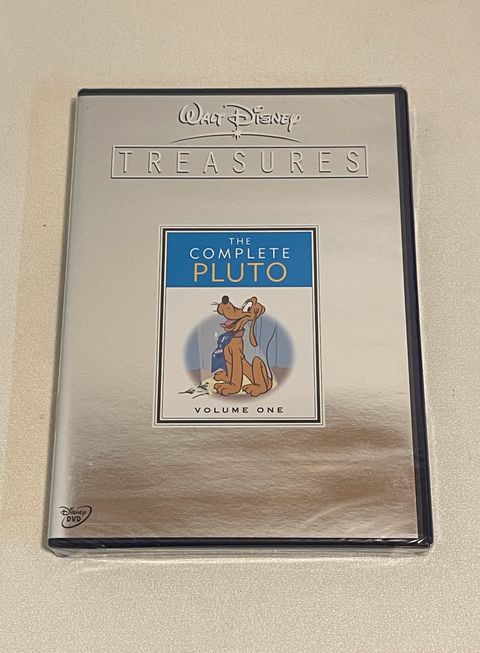 WALT DISNEY
TREASURES
THE
COMPLETE
PLUTO
VOLUME ONE
Disney
DVD